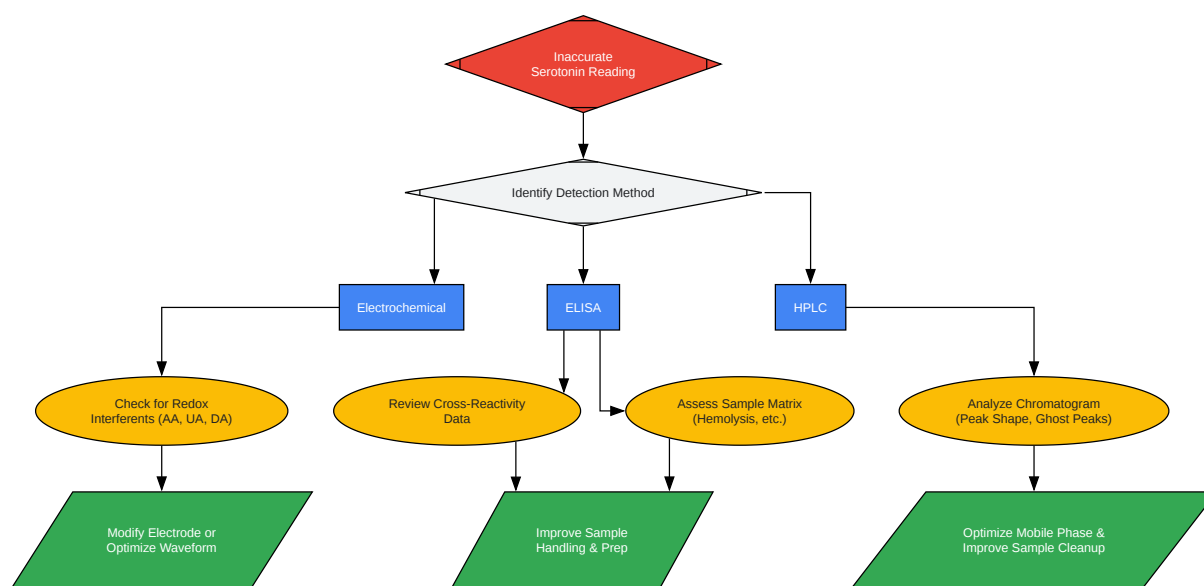 Inaccurate
Serotonin Reading
Identify Detection Method
Electrochemical
ELISA
HPLC
Check for Redox
Interferents (AA, UA, DA)
Review Cross-Reactivity
Data
Assess Sample Matrix
(Hemolysis, etc.)
Analyze Chromatogram
(Peak Shape, Ghost Peaks)
Modify Electrode or
Optimize Waveform
Improve Sample
Handling & Prep
Optimize Mobile Phase &
Improve Sample Cleanup